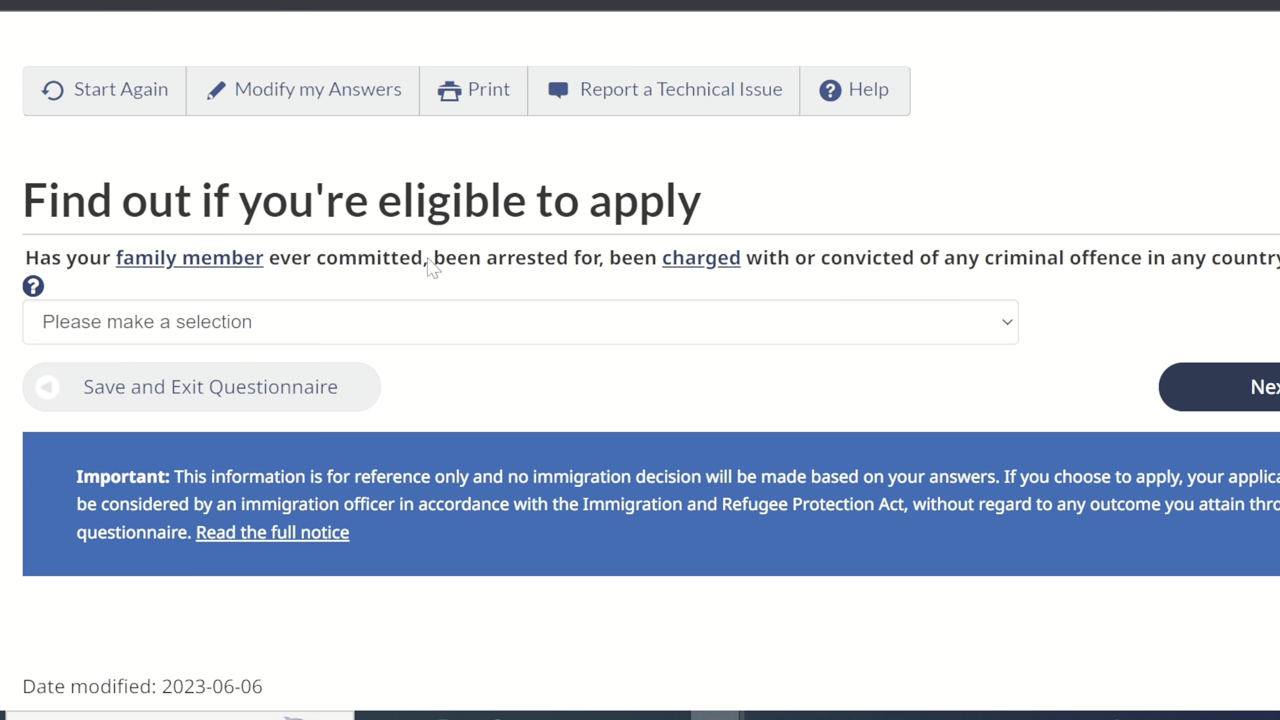 Start Again
Modify my Answers
Print
Report a Technical Issue
Help
Find out if you're eligible to apply
Has your family member ever committed, been arrested for, been charged with or convicted of any criminal offence in any country
Please make a selection
Save and Exit Questionnaire
Important: This information is for reference only and no immigration decision will be made based on your answers. If you choose to apply, your
be considered by an immigration officer in accordance with the Immigration and Refugee Protection Act, without regard to any outcome you attain
questionnaire. Read the full notice
Date modified: 2023-06-06